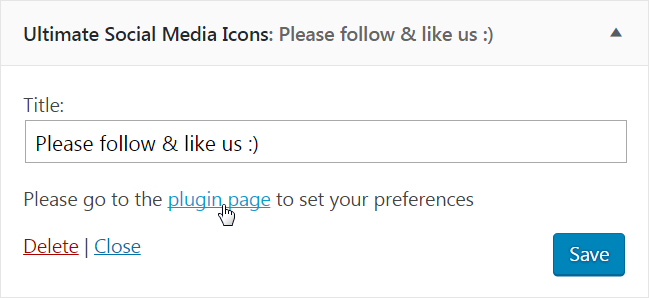 Ultimate Social Media Icons: Please follow & like us :)
Title:
Please follow & like us :)
Please go to the plugin page to set your preferences
Delete | Close
Save